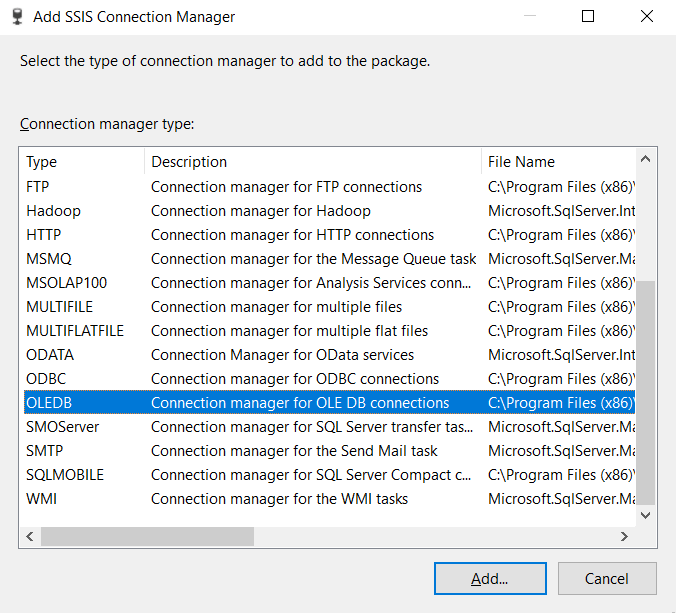 Add SSIS Connection Manager
Select the type of connection manager to add to the package.
Connection manager type:
Type Description File Name
FTP Connection manager for FTP connections C:\Program Files (x86)\
Hadoop Connection manager for Hadoop Microsoft.SqlServer.Int
HTTP Connection manager for HTTP connections C:\Program Files (x86)\
MSMQ Connection manager for the Message Queue task Microsoft.SqlServer.Ma
MSOLAP100 Connection manager for Analysis Services conn... C:\Program Files (x86)\
MULTIFILE Connection manager for multiple files C:\Program Files (x86)\
MULTIFLATFILE Connection manager for multiple flat files C:\Program Files (x86)\
ODATA Connection Manager for OData services Microsoft.SqlServer.Int
ODBC Connection manager for ODBC connections C:\Program Files (x86)\
OLEDB Connection manager for OLE DB connections C:\Program Files (x86)\
SMOServer Connection manager for SQL Server transfer tas... Microsoft.SqlServer.Ma
SMTP Connection manager for the Send Mail task Microsoft.SqlServer.Ma
SQLMOBILE Connection manager for SQL Server Compact c... C:\Program Files (x86)\
WMI Connection manager for the WMI tasks Microsoft.SqlServer.Ma
Add... Cancel